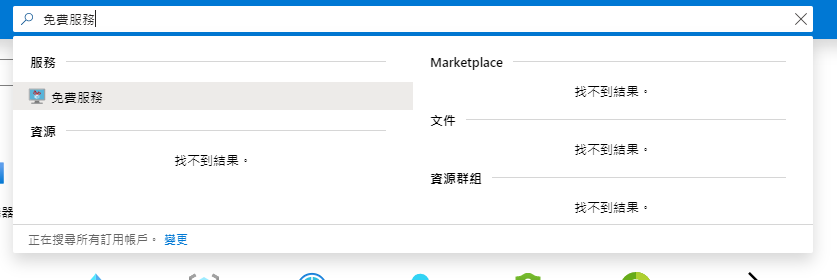 免費服務
服務
免費服務
資源
找不到結果。
Marketplace
找不到結果。
文件
找不到結果。
資源群組
找不到結果。
正在搜尋所有訂用帳戶。 變更
器